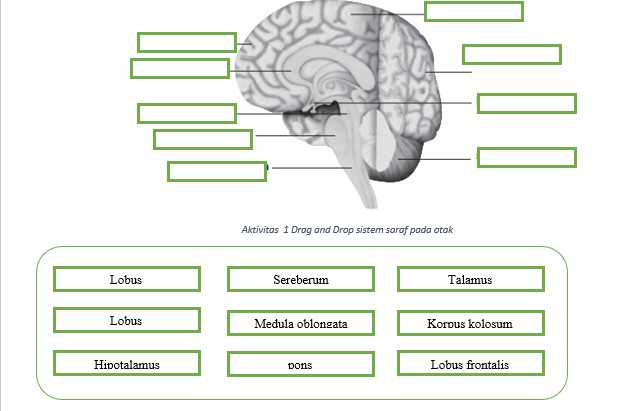 Aktivitas 1 Drag and Drop sistem saraf pada otak
Lobus
Sereberum
Talamus
Lobus
Medula oblongata
Korpus kolosum
Hipotalamus
pons
Lobus frontalis